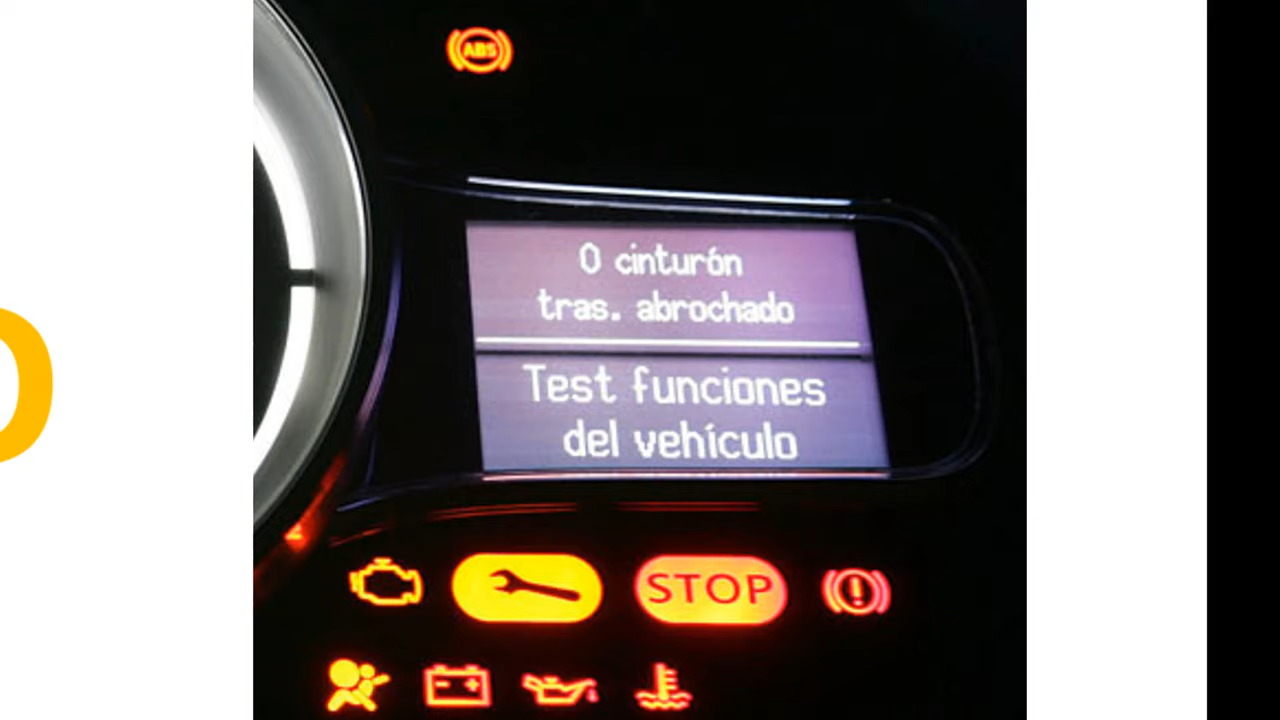 ABS
0 cinturón
tras. abrochado
Test funciones
del vehículo
STOP